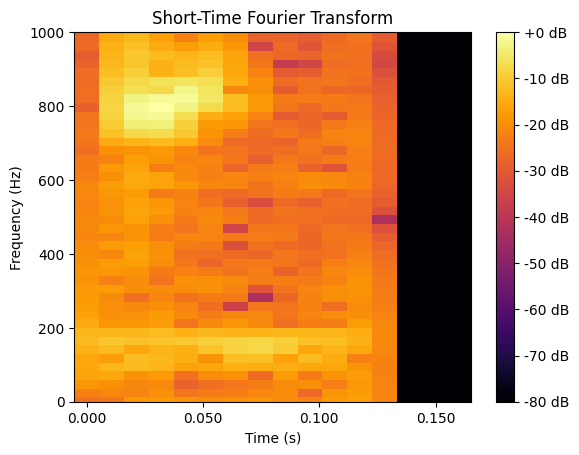 Short-Time Fourier Transform
1000
800
600
400
200
0
Frequency (Hz)
0.000
0.050
0.100
0.150
Time (s)
+0 dB
-10 dB
-20 dB
-30 dB
-40 dB
-50 dB
-60 dB
-70 dB
-80 dB